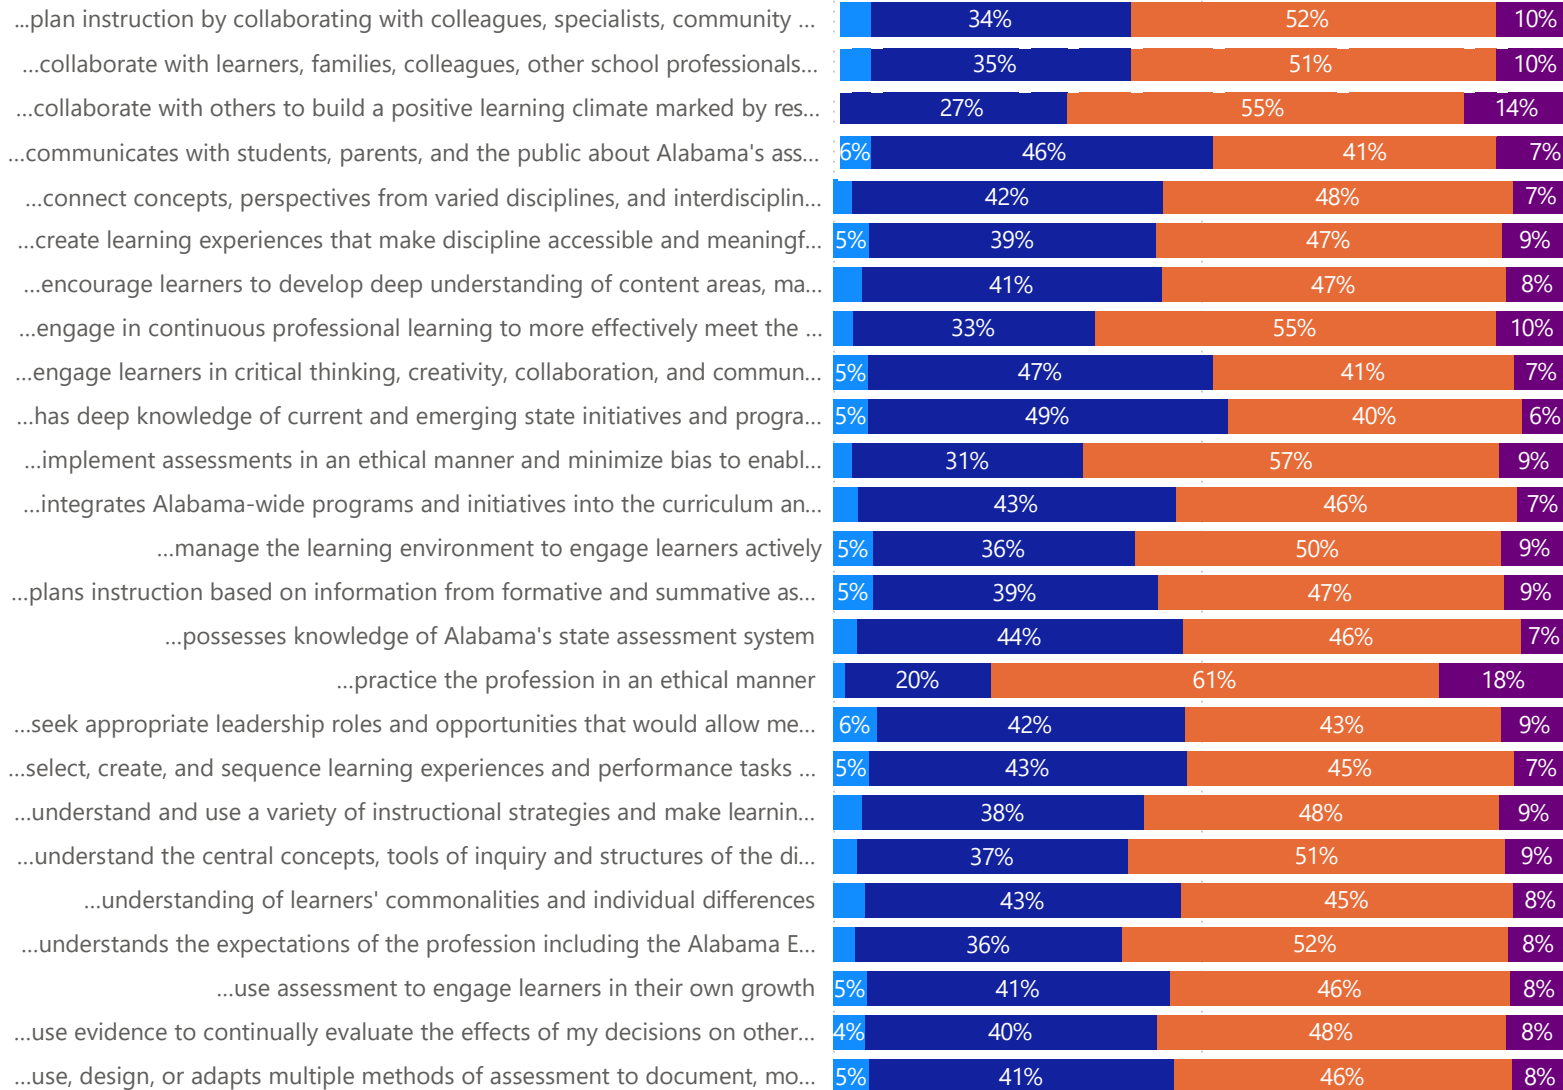 ...plan instruction by collaborating with colleagues, specialists, community ... 34% 52% 10%
...collaborate with learners, families, colleagues, other school professionals... 35% 51% 10%
...collaborate with others to build a positive learning climate marked by res... 27% 55% 14%
...communicates with students, parents, and the public about Alabama's ass... 6% 46% 41% 7%
...connect concepts, perspectives from varied disciplines, and interdisciplin... 42% 48% 7%
...create learning experiences that make discipline accessible and meaningf... 5% 39% 47% 9%
...encourage learners to develop deep understanding of content areas, ma... 41% 47% 8%
...engage in continuous professional learning to more effectively meet the ... 33% 55% 10%
...engage learners in critical thinking, creativity, collaboration, and commun... 5% 47% 41% 7%
...has deep knowledge of current and emerging state initiatives and progra... 5% 49% 40% 6%
...implement assessments in an ethical manner and minimize bias to enabl... 31% 57% 9%
...integrates Alabama-wide programs and initiatives into the curriculum an... 43% 46% 7%
...manage the learning environment to engage learners actively 5% 36% 50% 9%
...plans instruction based on information from formative and summative as... 5% 39% 47% 9%
...possesses knowledge of Alabama's state assessment system 44% 46% 7%
...practice the profession in an ethical manner 20% 61% 18%
...seek appropriate leadership roles and opportunities that would allow me... 6% 42% 43% 9%
...select, create, and sequence learning experiences and performance tasks ... 5% 43% 45% 7%
...understand and use a variety of instructional strategies and make learnin... 38% 48% 9%
...understand the central concepts, tools of inquiry and structures of the di... 37% 51% 9%
...understanding of learners' commonalities and individual differences 43% 45% 8%
...understands the expectations of the profession including the Alabama E... 36% 52% 8%
...use assessment to engage learners in their own growth 5% 41% 46% 8%
...use evidence to continually evaluate the effects of my decisions on other... 4% 40% 48% 8%
...use, design, or adapts multiple methods of assessment to document, mo... 5% 41% 46% 8%